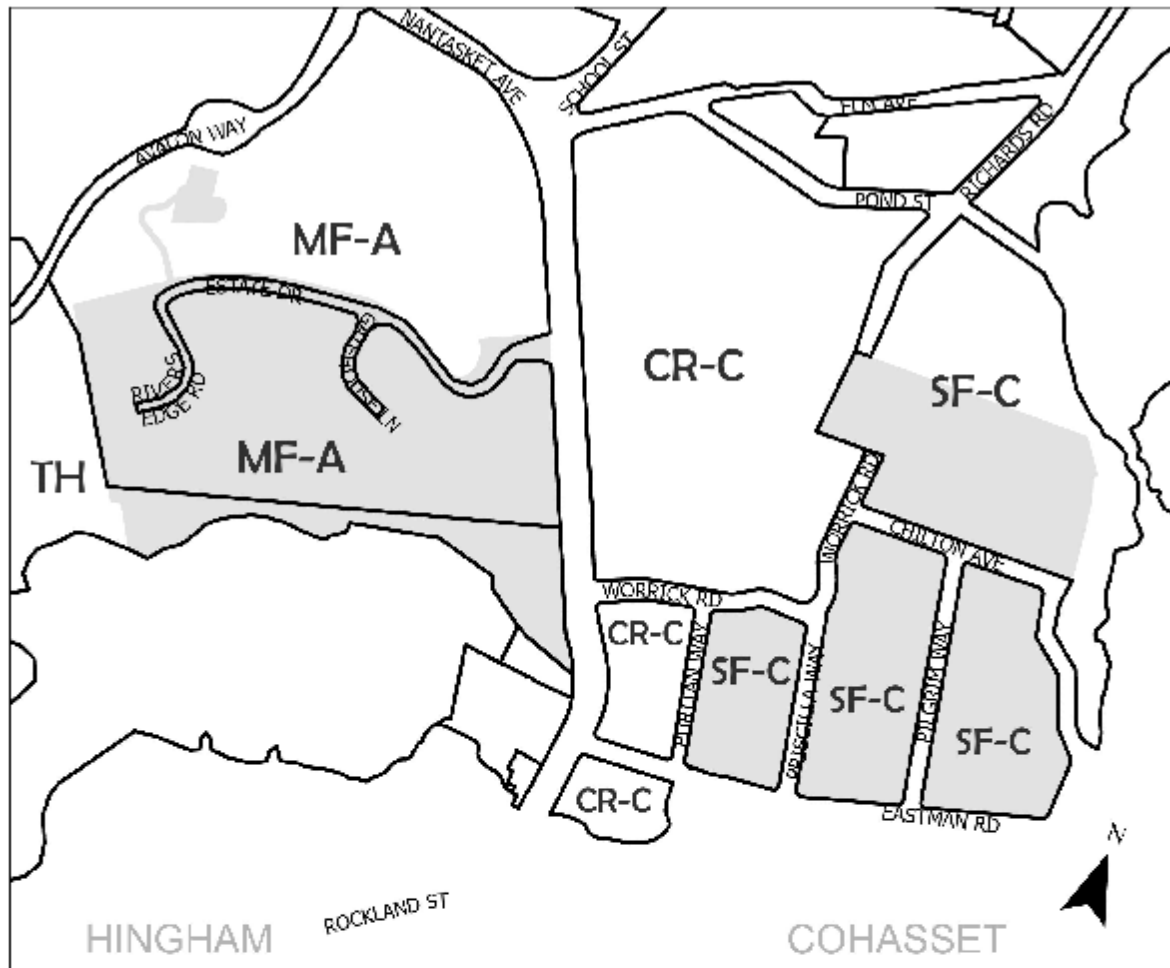 NANTASKET AVE
SCHOOL ST
ELM AVE
AVALON WAY
RICHARDS RD
POND ST
MF-A
ESTATE DR
CR-C
SF-C
RIVERS
EDGE RD
MF-A
TH
WORRICK RD
CHILTON AVE
WORRICK RD
CR-C
PURITAN WAY
SF-C
PRISCILLA WAY
SF-C
PILGRIM WAY
SF-C
CR-C
EASTMAN RD
N
ROCKLAND ST
HINGHAM
COHASSET